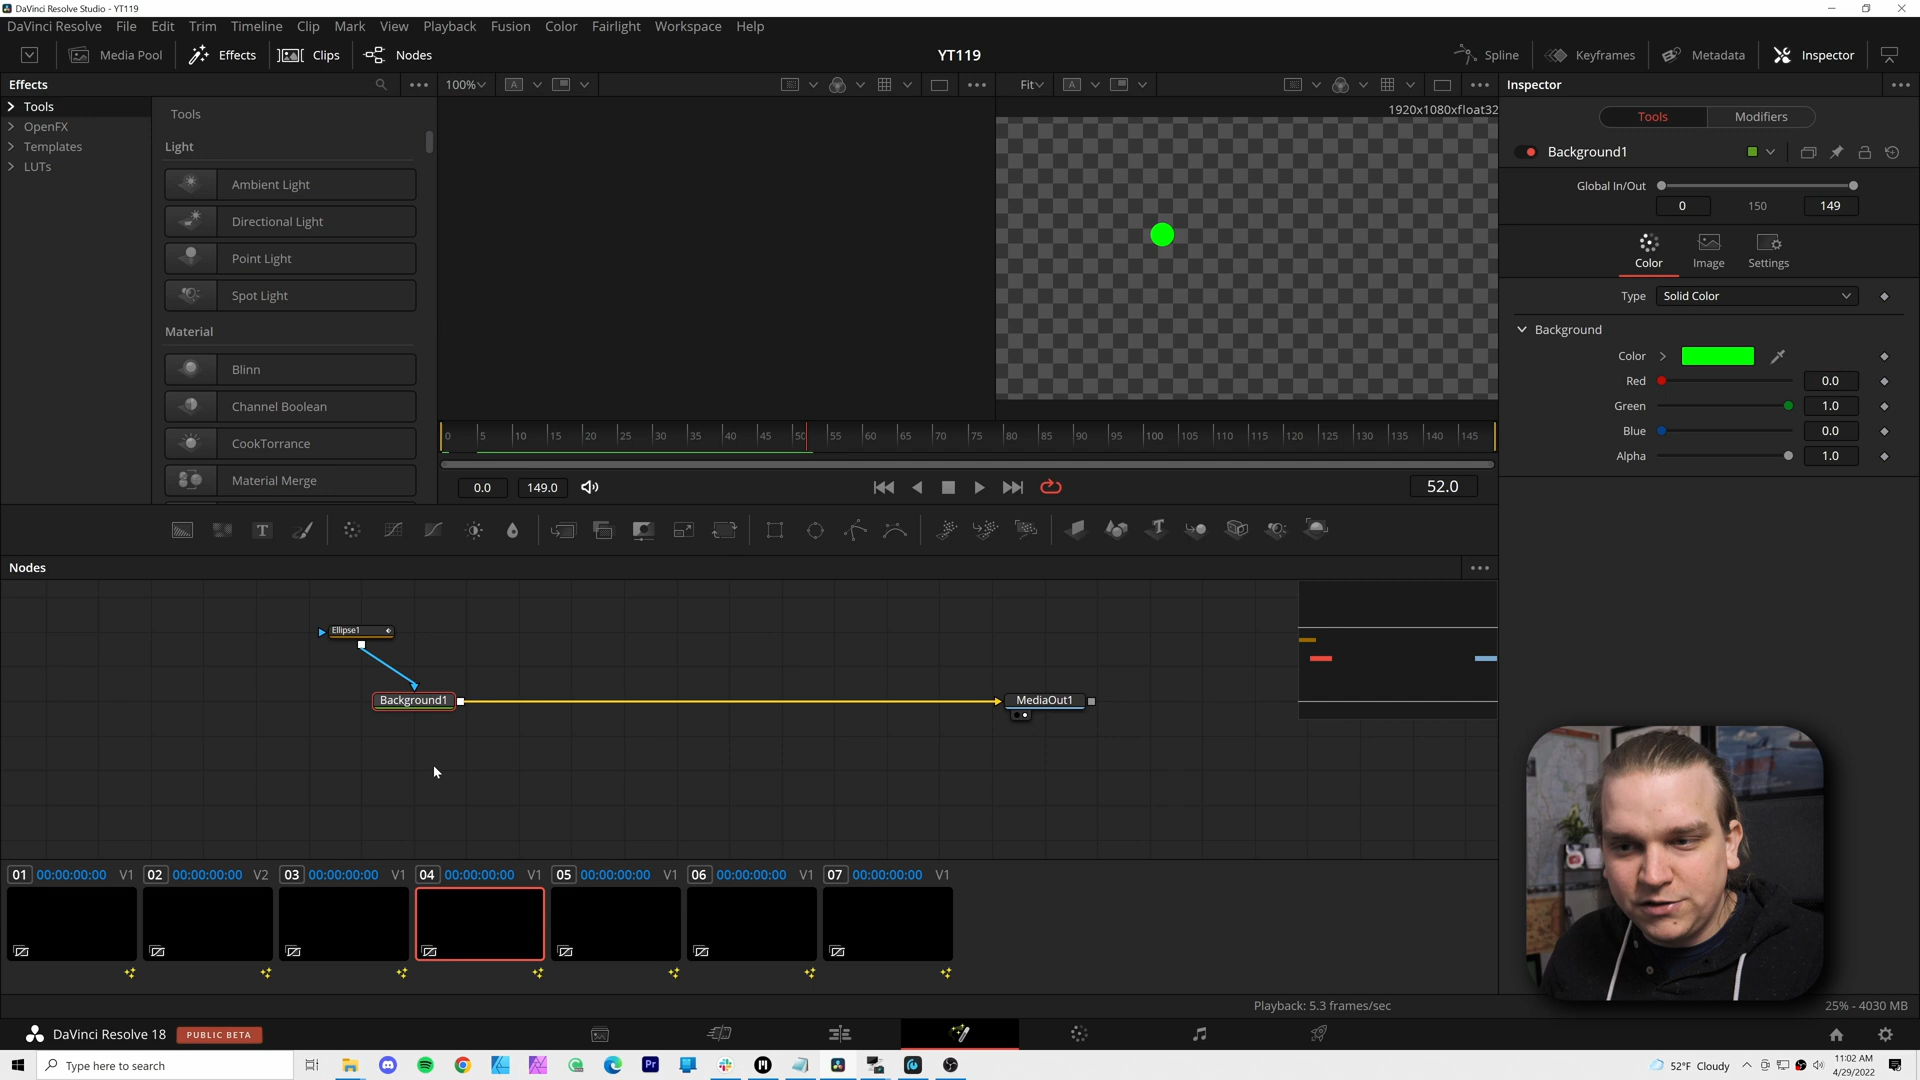 DaVinci Resolve Studio - YT119
DaVinci Resolve File Edit Trim Timeline Clip Mark View Playback Fusion Color Fairlight Workspace Help
Media Pool Effects Clips Nodes YT119 Spline Keyframes Metadata Inspector
Effects 100% A Fit A Inspector
Tools
OpenFX
Templates
LUTs
Tools
Light
Ambient Light
Directional Light
Point Light
Spot Light
Material
Blinn
Channel Boolean
CookTorrance
Material Merge
1920x1080xfloat32
0 5 10 15 20 25 30 35 40 45 50 55 60 65 70 75 80 85 90 95 100 105 110 115 120 125 130 135 140 145
0.0 149.0 52.0
Tools Modifiers
Background1
Global In/Out
0 150 149
Color Image Settings
Type Solid Color
Background
Color
Red 0.0
Green 1.0
Blue 0.0
Alpha 1.0
T T
Nodes
Ellipse1
Background1
MediaOut1
01 00:00:00:00 V1 02 00:00:00:00 V2 03 00:00:00:00 V1 04 00:00:00:00 V1 05 00:00:00:00 V1 06 00:00:00:00 V1 07 00:00:00:00 V1
Playback: 5.3 frames/sec 25% - 4030 MB
DaVinci Resolve 18 PUBLIC BETA
Type here to search Pr 52°F Cloudy 11:02 AM
4/29/2022